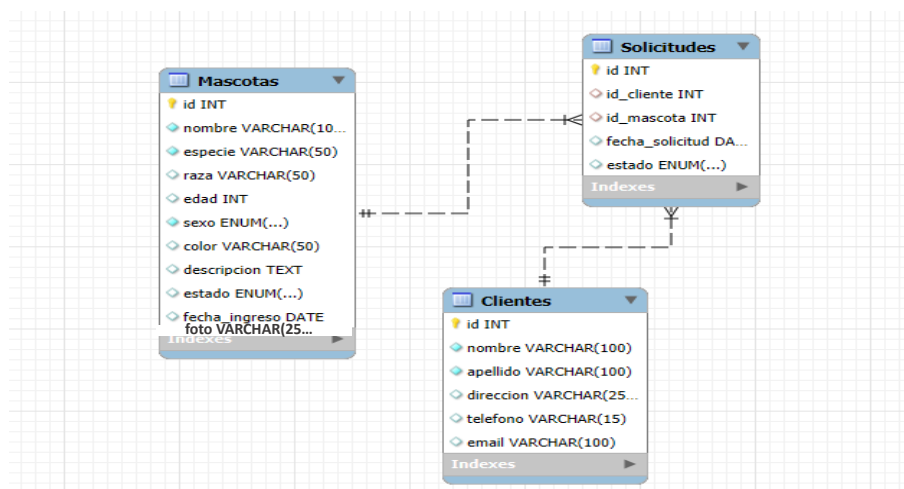 Mascotas
id INT
nombre VARCHAR(10...
especie VARCHAR(50)
raza VARCHAR(50)
edad INT
sexo ENUM(...)
color VARCHAR(50)
descripcion TEXT
estado ENUM(...)
fecha_ingreso DATE
foto VARCHAR(25...
Indexes
Solicitudes
id INT
id_cliente INT
id_mascota INT
fecha_solicitud DA...
estado ENUM(...)
Indexes
Clientes
id INT
nombre VARCHAR(100)
apellido VARCHAR(100)
direccion VARCHAR(25...
telefono VARCHAR(15)
email VARCHAR(100)
Indexes